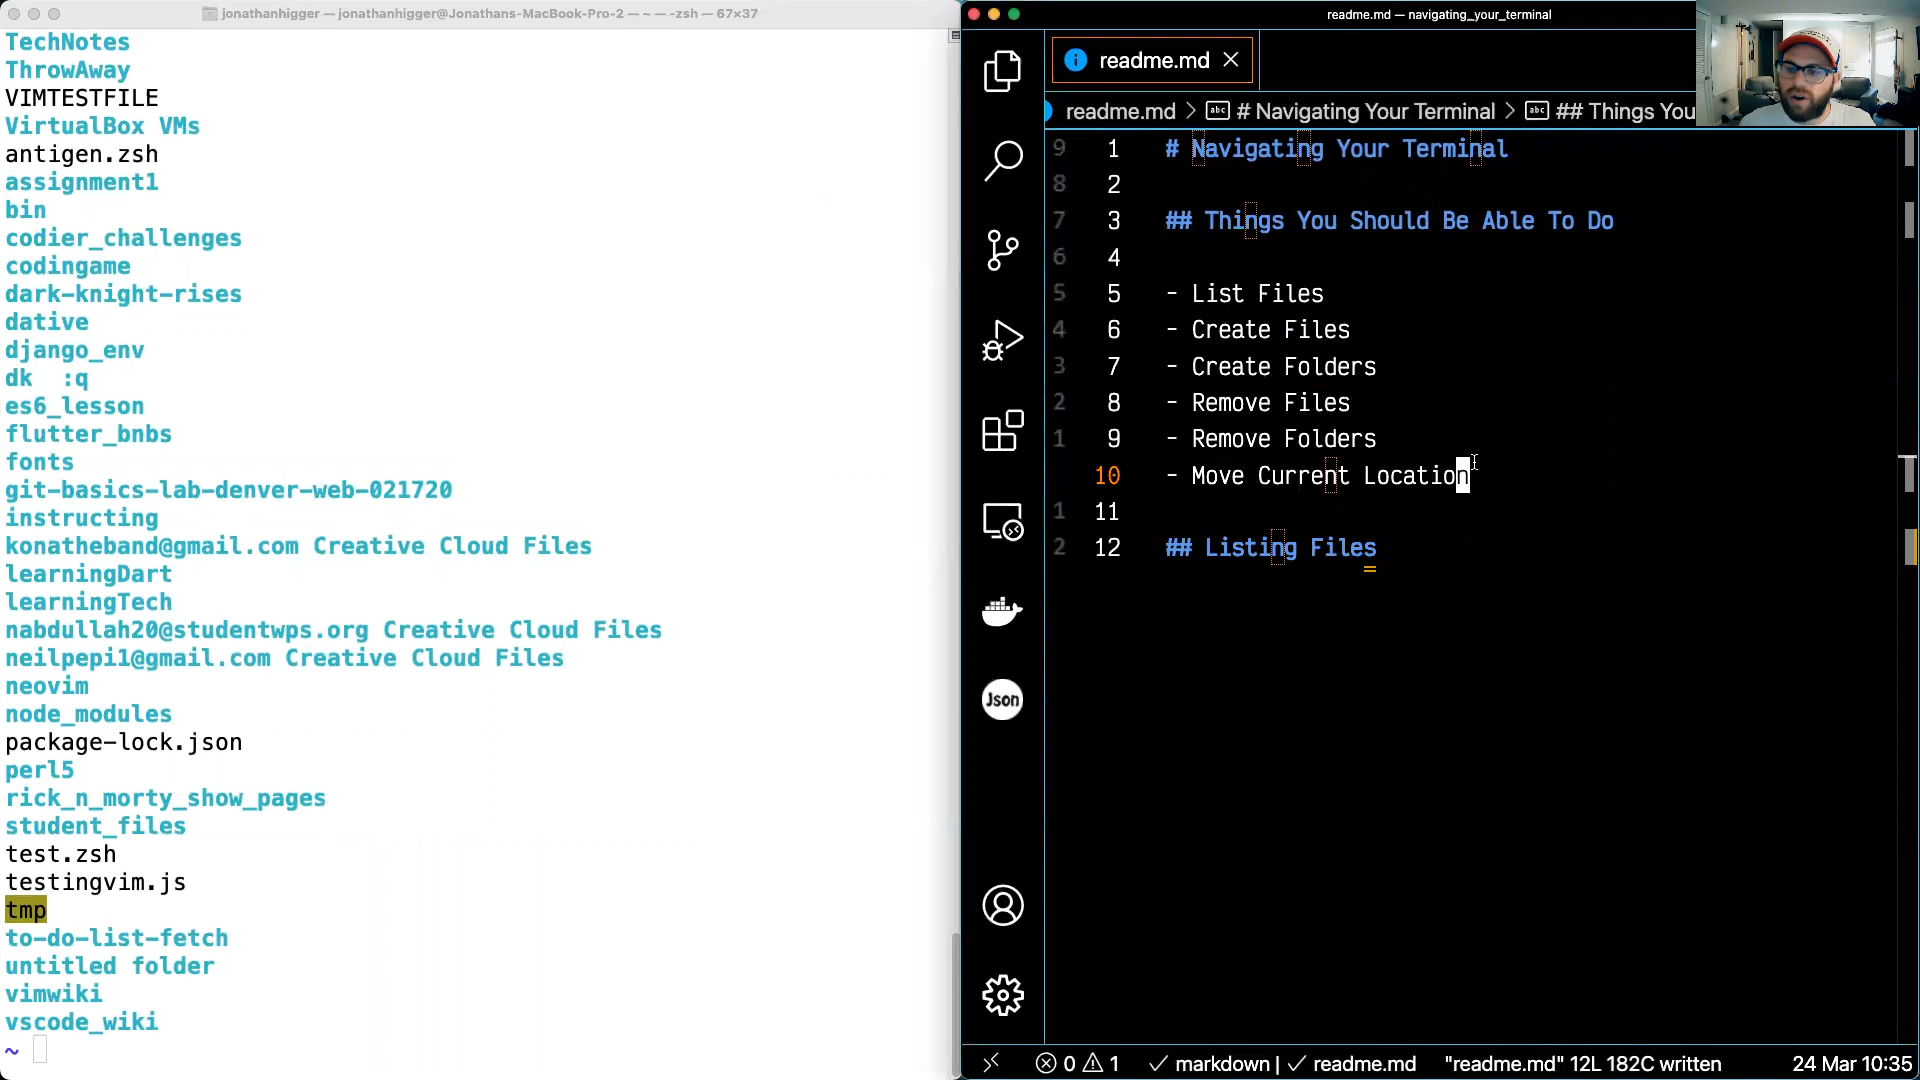 jonathanhigger — jonathanhigger@Jonathans-MacBook-Pro-2 — ~ — -zsh — 67×37
TechNotes
ThrowAway
VIMTESTFILE
VirtualBox VMs
antigen.zsh
assignment1
bin
codier_challenges
codingame
dark-knight-rises
dative
django_env
dk  :q
es6_lesson
flutter_bnbs
fonts
git-basics-lab-denver-web-021720
instructing
konatheband@gmail.com Creative Cloud Files
learningDart
learningTech
nabdullah20@studentwps.org Creative Cloud Files
neilpepi1@gmail.com Creative Cloud Files
neovim
node_modules
package-lock.json
perl5
rick_n_morty_show_pages
student_files
test.zsh
testingvim.js
tmp
to-do-list-fetch
untitled folder
vimwiki
vscode_wiki
~
readme.md — navigating_your_terminal
readme.md
readme.md > # Navigating Your Terminal > ## Things You
9 1 # Navigating Your Terminal
8 2
7 3 ## Things You Should Be Able To Do
6 4
5 5 - List Files
4 6 - Create Files
3 7 - Create Folders
2 8 - Remove Files
1 9 - Remove Folders
10 - Move Current Location
1 11
2 12 ## Listing Files
Json
0 1 markdown | readme.md "readme.md" 12L 182C written 24 Mar 10:35